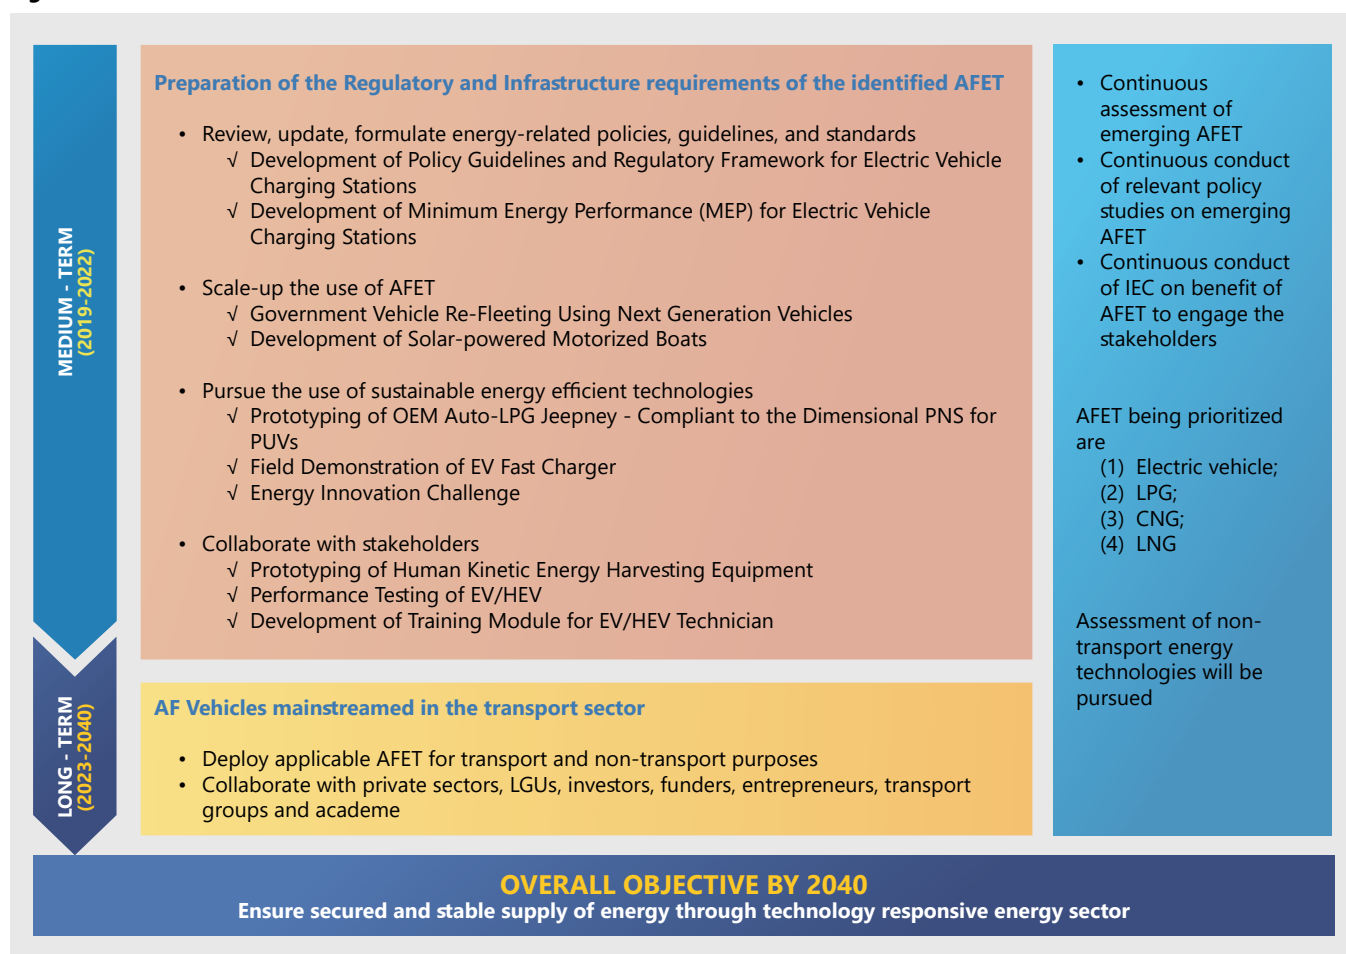 MEDIUM - TERM
(2019-2022)
Preparation of the Regulatory and Infrastructure requirements of the identified AFET
• Review, update, formulate energy-related policies, guidelines, and standards
√ Development of Policy Guidelines and Regulatory Framework for Electric Vehicle
Charging Stations
√ Development of Minimum Energy Performance (MEP) for Electric Vehicle
Charging Stations
• Scale-up the use of AFET
√ Government Vehicle Re-Fleeting Using Next Generation Vehicles
√ Development of Solar-powered Motorized Boats
• Pursue the use of sustainable energy efficient technologies
√ Prototyping of OEM Auto-LPG Jeepney - Compliant to the Dimensional PNS for
PUVs
√ Field Demonstration of EV Fast Charger
√ Energy Innovation Challenge
• Collaborate with stakeholders
√ Prototyping of Human Kinetic Energy Harvesting Equipment
√ Performance Testing of EV/HEV
√ Development of Training Module for EV/HEV Technician
LONG - TERM
(2023-2040)
AF Vehicles mainstreamed in the transport sector
• Deploy applicable AFET for transport and non-transport purposes
• Collaborate with private sectors, LGUs, investors, funders, entrepreneurs, transport
groups and academe
• Continuous
assessment of
emerging AFET
• Continuous conduct
of relevant policy
studies on emerging
AFET
• Continuous conduct
of IEC on benefit of
AFET to engage the
stakeholders
AFET being prioritized
are
(1) Electric vehicle;
(2) LPG;
(3) CNG;
(4) LNG
Assessment of non-
transport energy
technologies will be
pursued
OVERALL OBJECTIVE BY 2040
Ensure secured and stable supply of energy through technology responsive energy sector